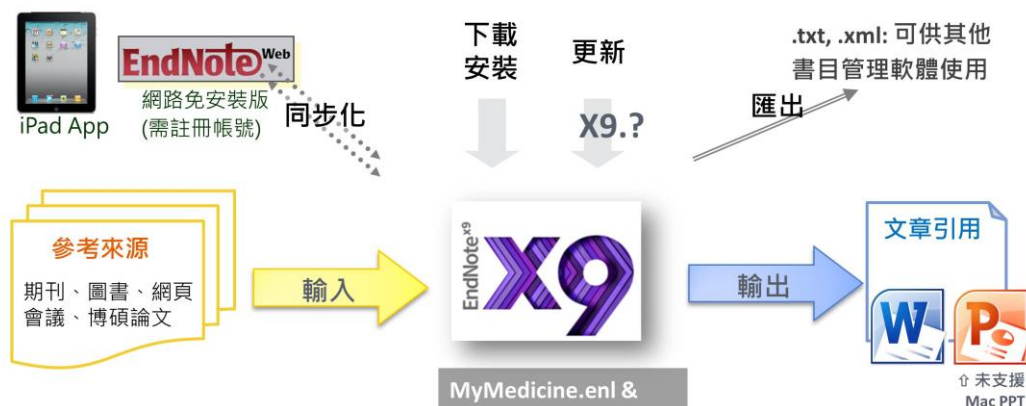 iPad App
EndNote Web
網路免安裝版
(需註冊帳號)
同步化
下載
安裝
更新
X9.?
.txt, .xml: 可供其他
書目管理軟體使用
匯出
參考來源
期刊、圖書、網頁
會議、博碩論文
輸入
EndNote x9
X9
輸出
文章引用
W
P
⇧ 未支援
Mac PPT
MyMedicine.enl &